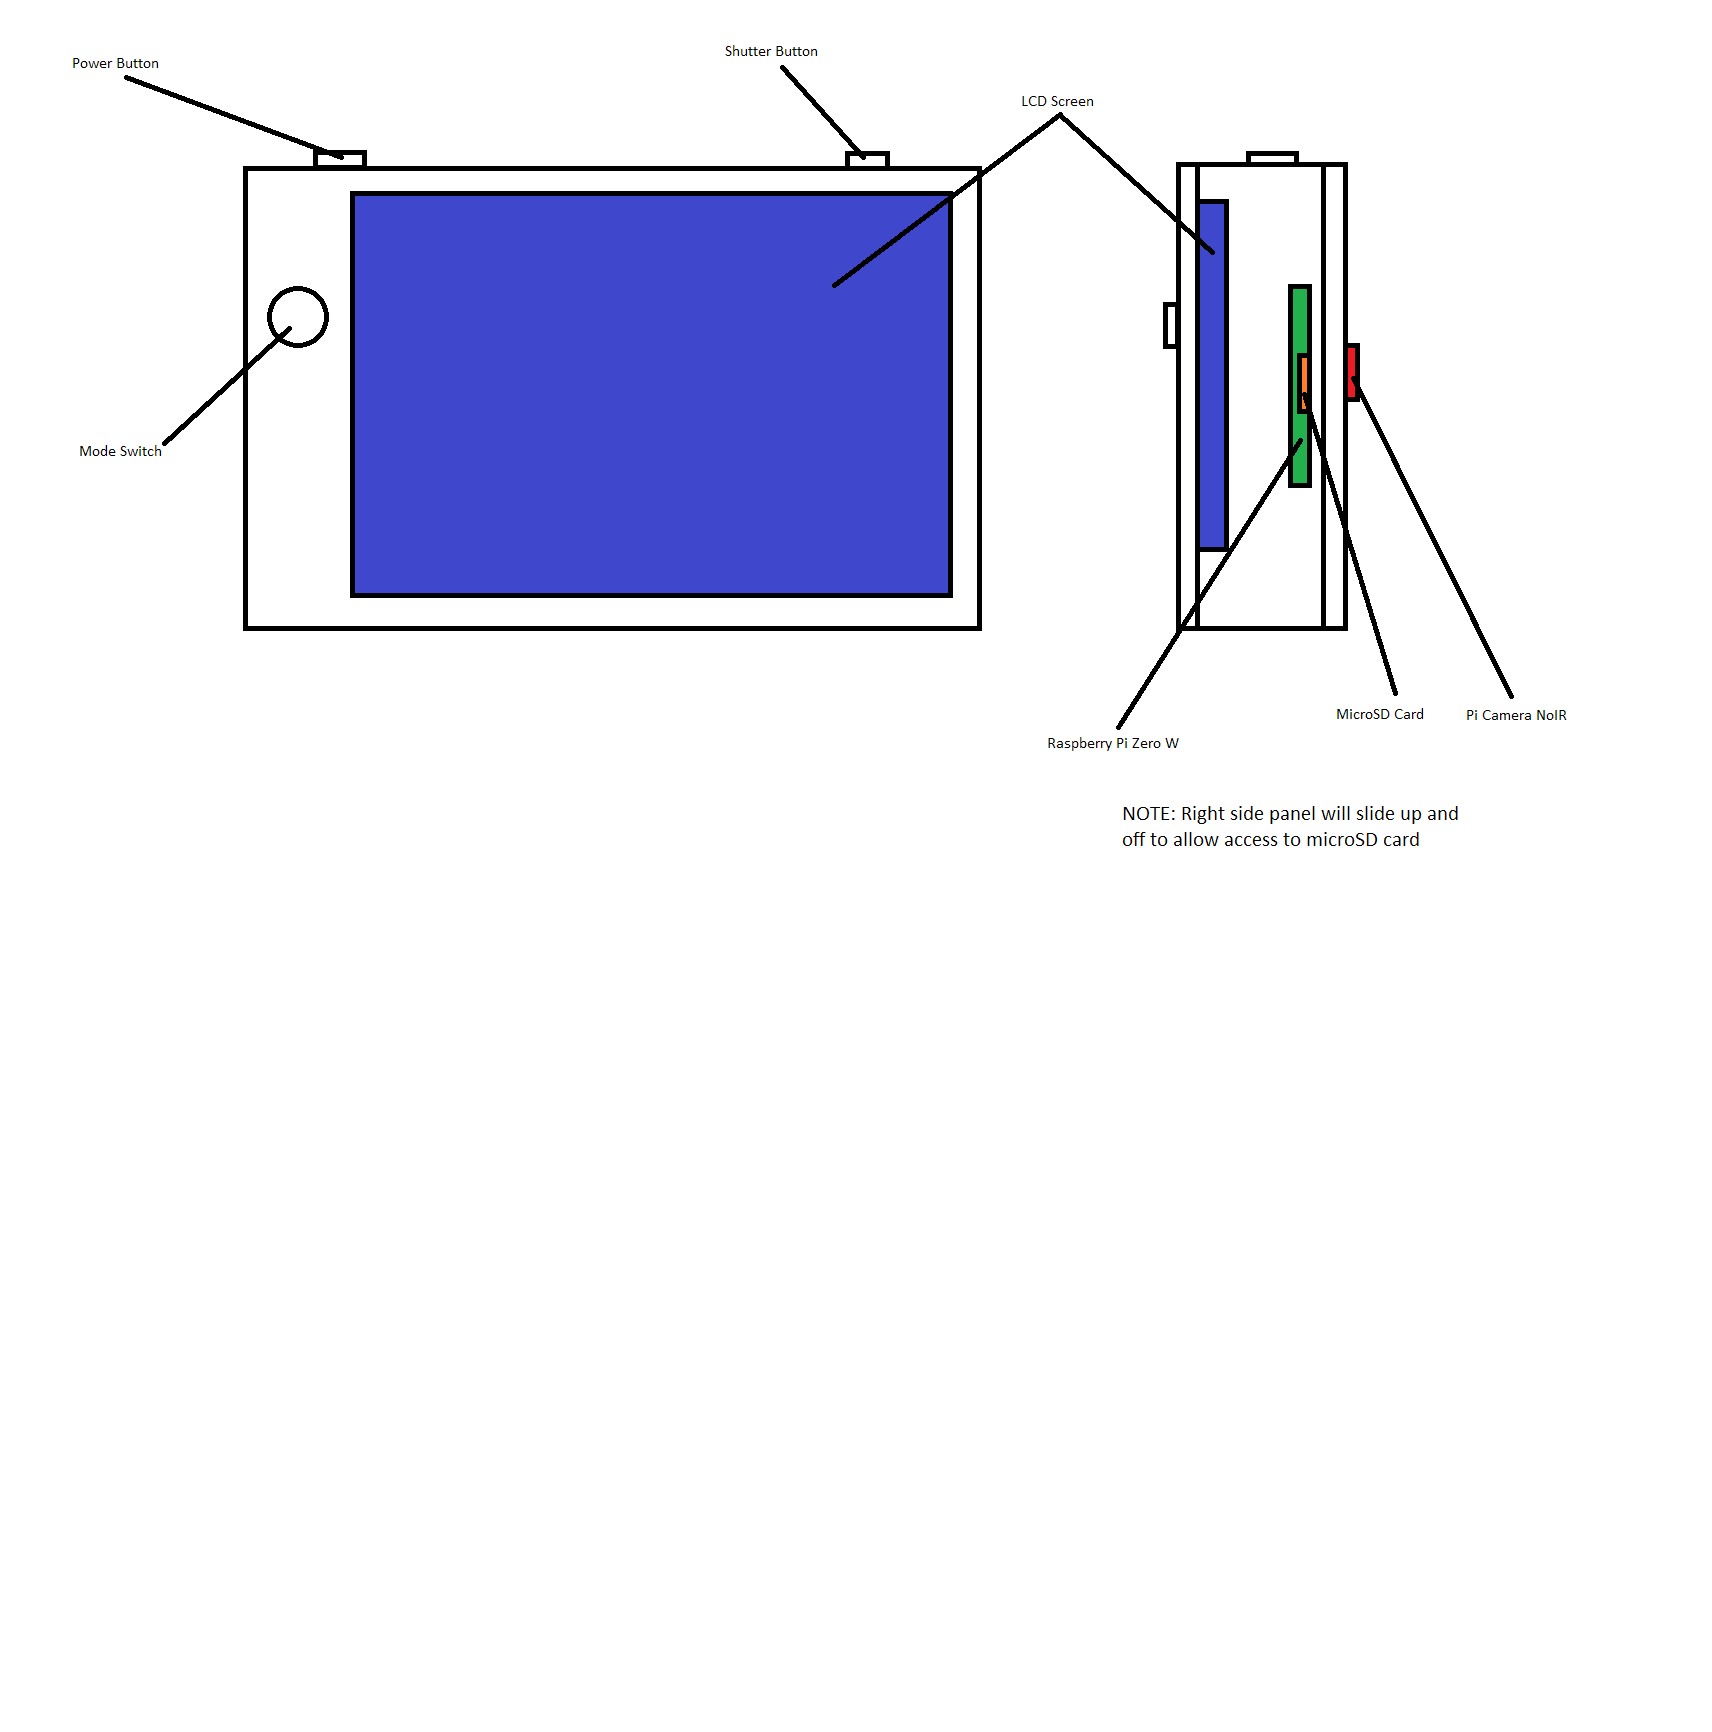 Power Button
Shutter Button
LCD Screen
Mode Switch
MicroSD Card
Pi Camera NoIR
Raspberry Pi Zero W
NOTE: Right side panel will slide up and
off to allow access to microSD card